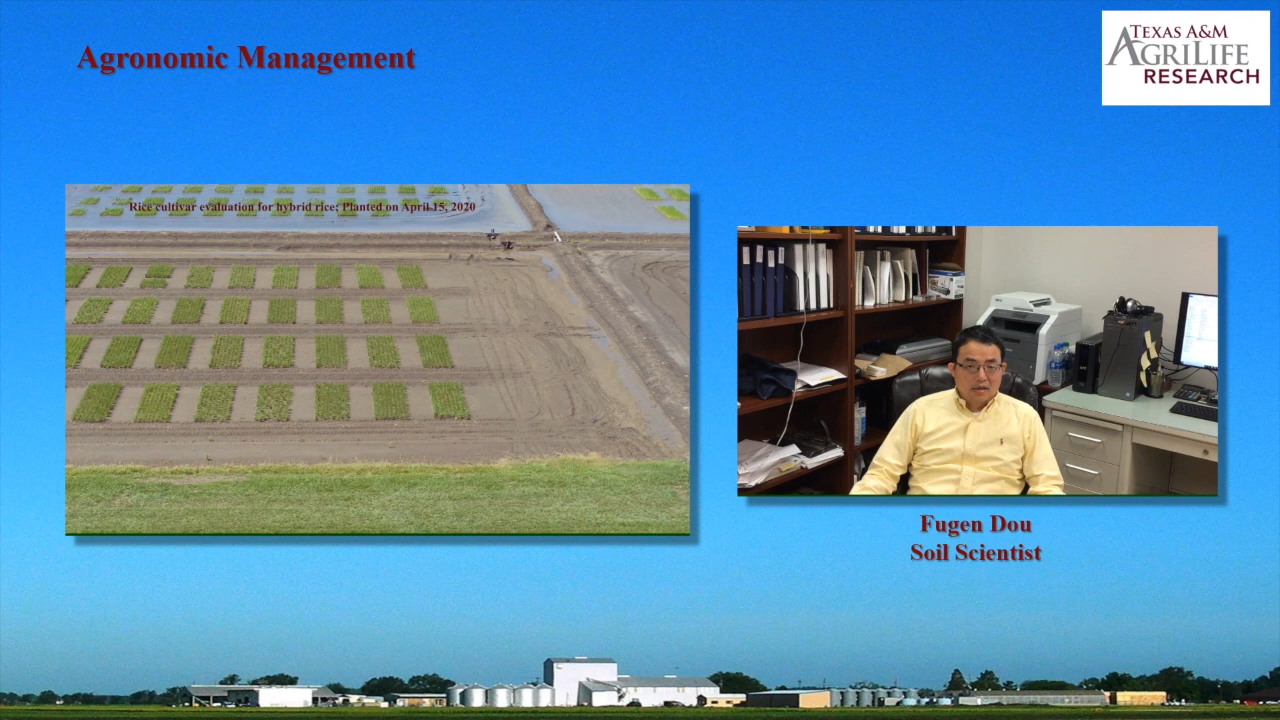 Agronomic Management
TEXAS A&M
AGRILIFE
RESEARCH
Rice cultivar evaluation for hybrid rice; Planted on April 15, 2020
Fugen Dou
Soil Scientist